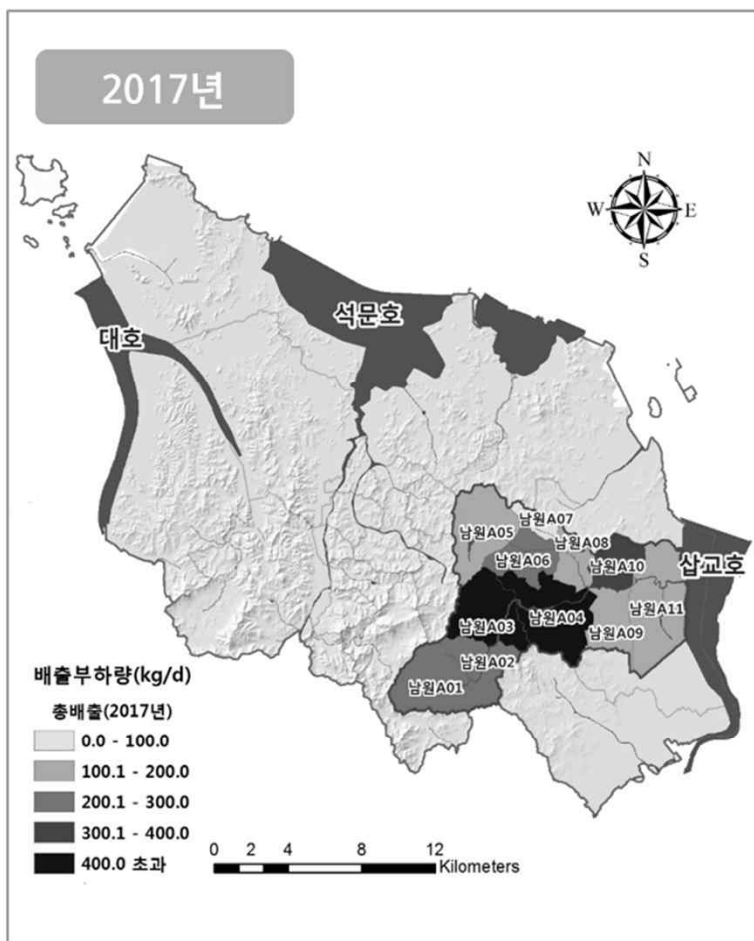 2017년
N
W E
S
석문호
대호
남원A07
남원A05
남원A08
남원A06
남원A10
삽교호
남원A11
남원A04
남원A03
남원A09
남원A02
남원A01
배출부하량(kg/d)
총배출(2017년)
0.0 - 100.0
100.1 - 200.0
200.1 - 300.0
300.1 - 400.0
400.0 초과
0 2 4 8 12
Kilometers